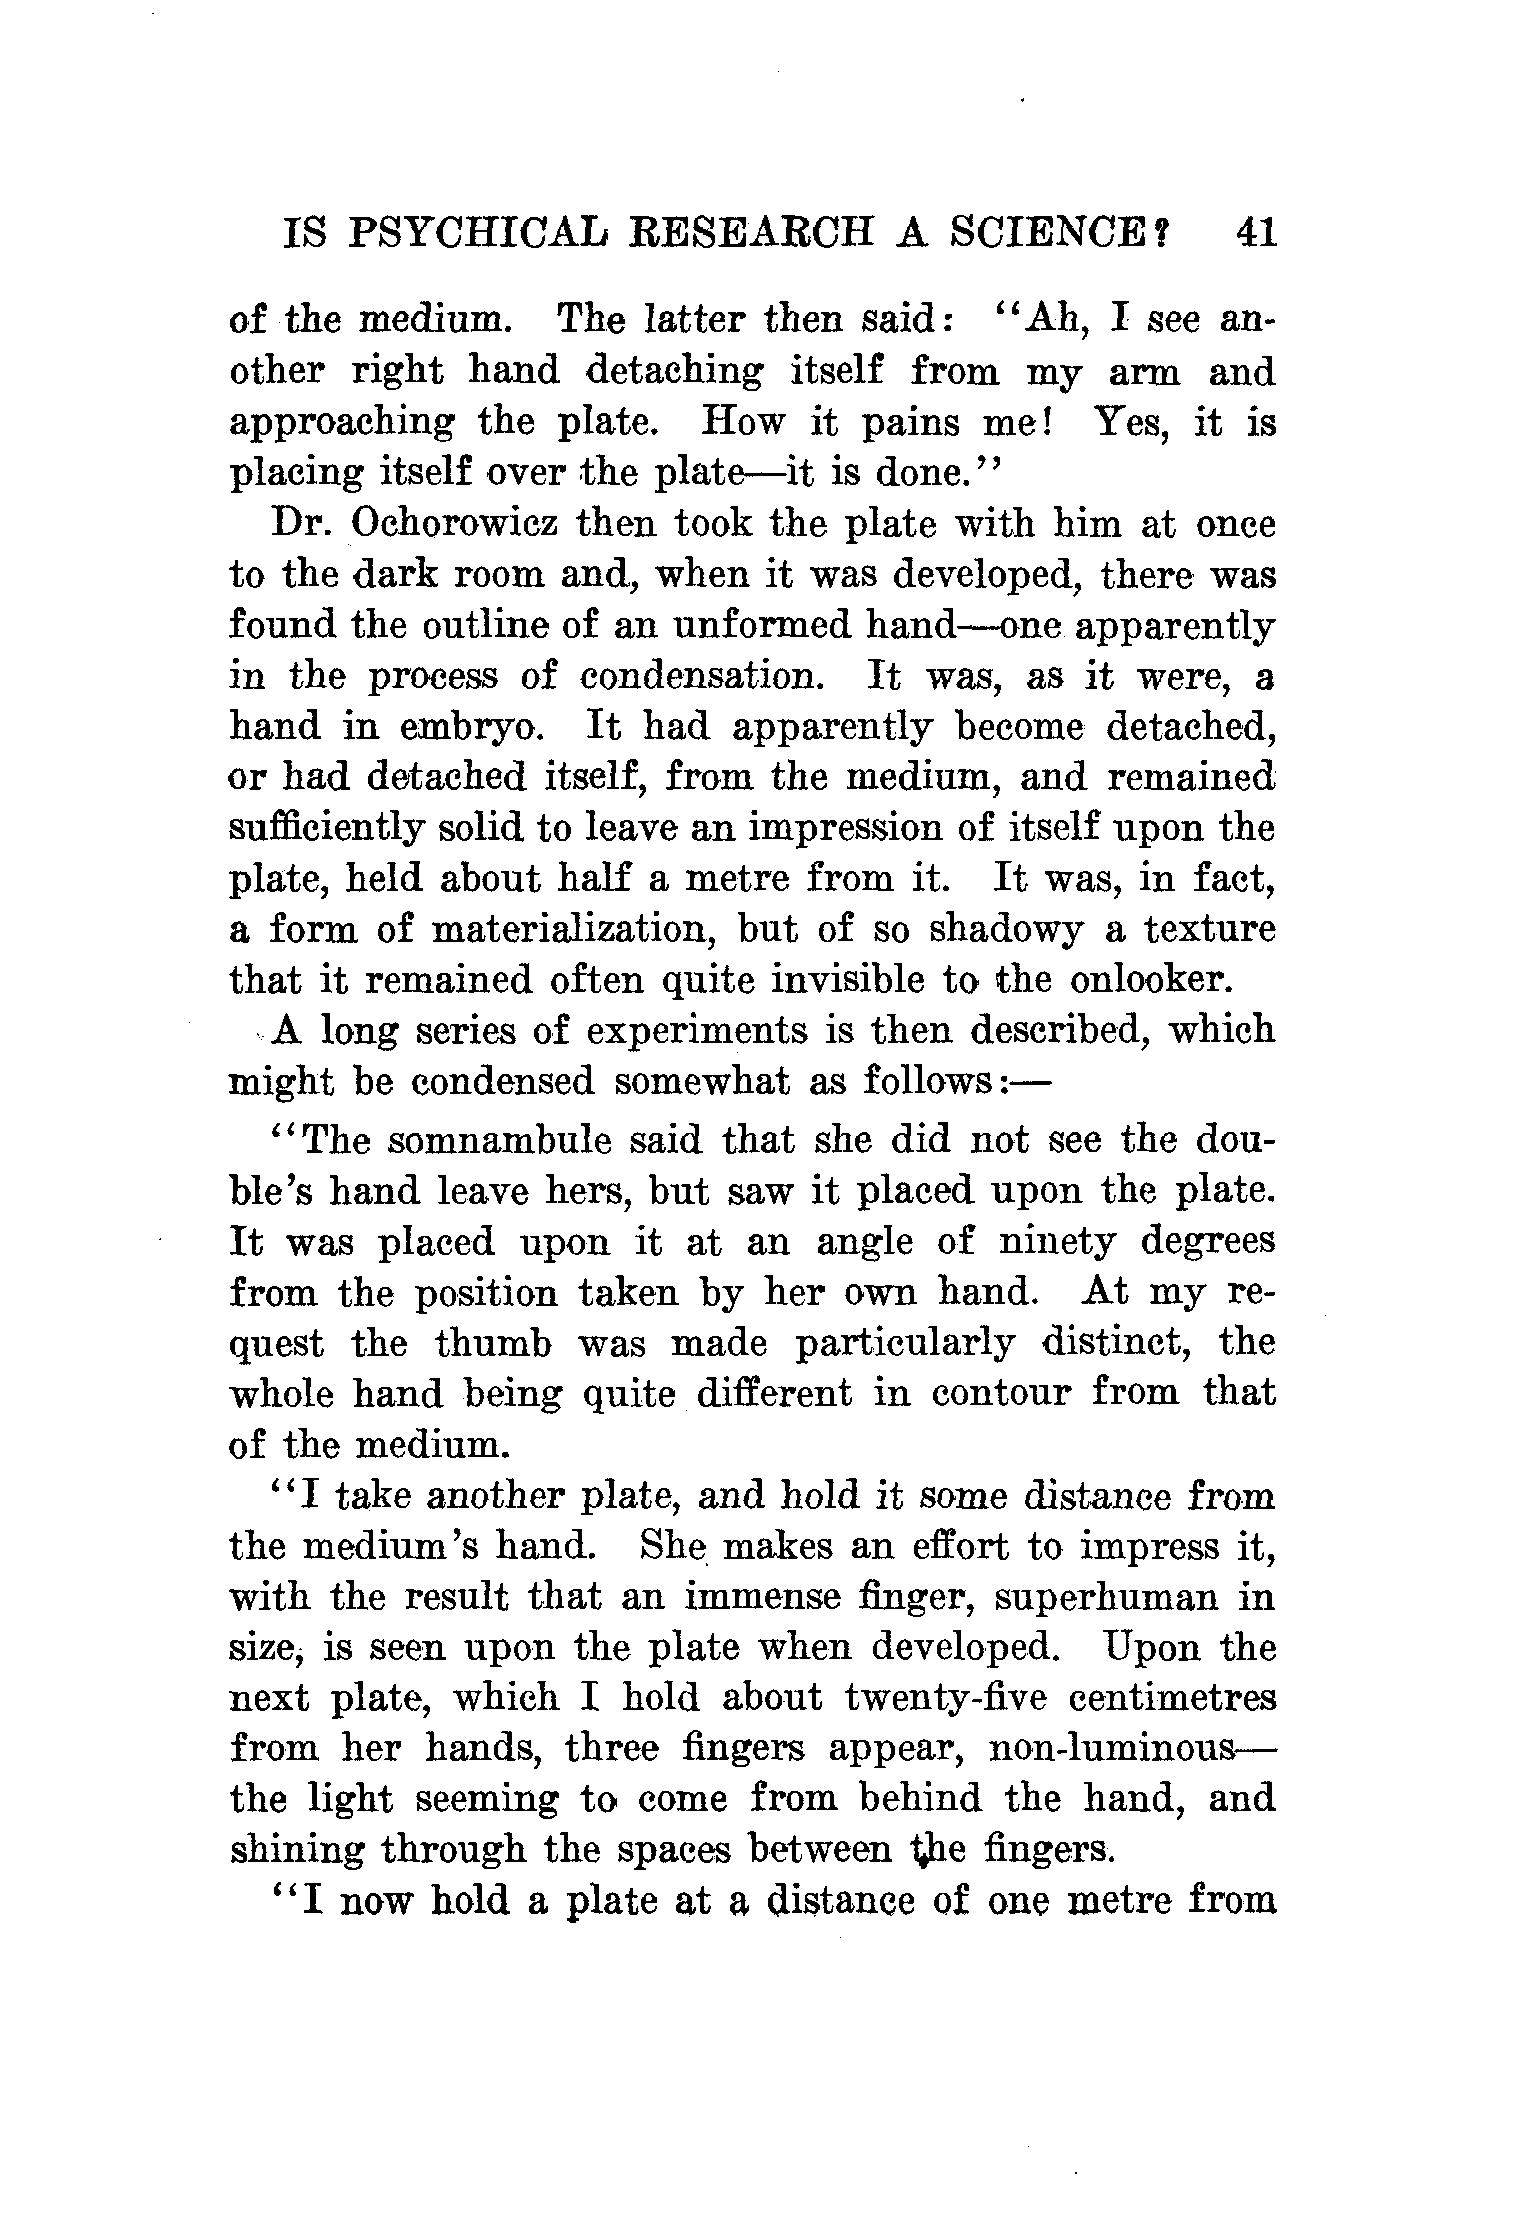 IS PSYCHICAL RESEARCH A SCIENCE? 41
of the medium. The latter then said: "Ah, I see an-
other right hand detaching itself from my arm and
approaching the plate. How it pains me! Yes, it is
placing itself over the plate—it is done."
Dr. Ochorowicz then took the plate with him at once
to the dark room and, when it was developed, there was
found the outline of an unformed hand—one apparently
in the process of condensation. It was, as it were, a
hand in embryo. It had apparently become detached,
or had detached itself, from the medium, and remained
sufficiently solid to leave an impression of itself upon the
plate, held about half a metre from it. It was, in fact,
a form of materialization, but of so shadowy a texture
that it remained often quite invisible to the onlooker.
A long series of experiments is then described, which
might be condensed somewhat as follows:—
"The somnambule said that she did not see the dou-
ble's hand leave hers, but saw it placed upon the plate.
It was placed upon it at an angle of ninety degrees
from the position taken by her own hand. At my re-
quest the thumb was made particularly distinct, the
whole hand being quite different in contour from that
of the medium.
"I take another plate, and hold it some distance from
the medium's hand. She makes an effort to impress it,
with the result that an immense finger, superhuman in
size, is seen upon the plate when developed. Upon the
next plate, which I hold about twenty-five centimetres
from her hands, three fingers appear, non-luminous—
the light seeming to come from behind the hand, and
shining through the spaces between the fingers.
"I now hold a plate at a distance of one metre from